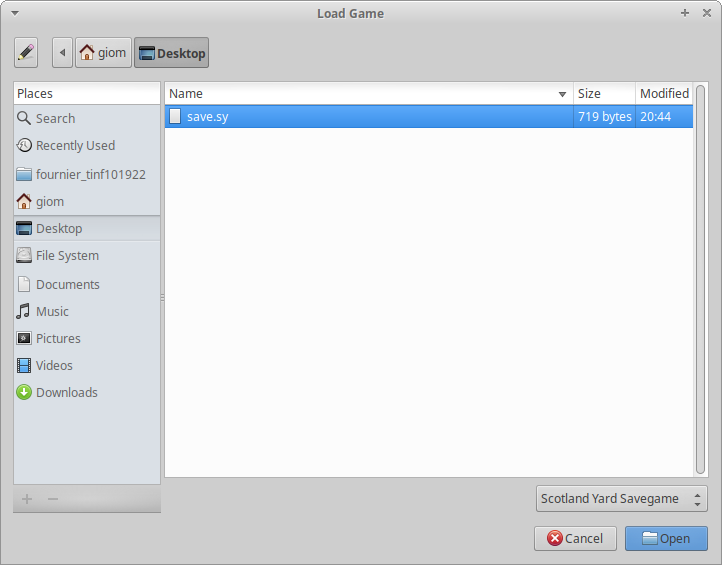 Load Game
giom
Desktop
Places
Name Size Modified
Search
save.sy 719 bytes 20:44
Recently Used
fournier_tinf101922
giom
Desktop
File System
Documents
Music
Pictures
Videos
Downloads
Scotland Yard Savegame
Cancel
Open